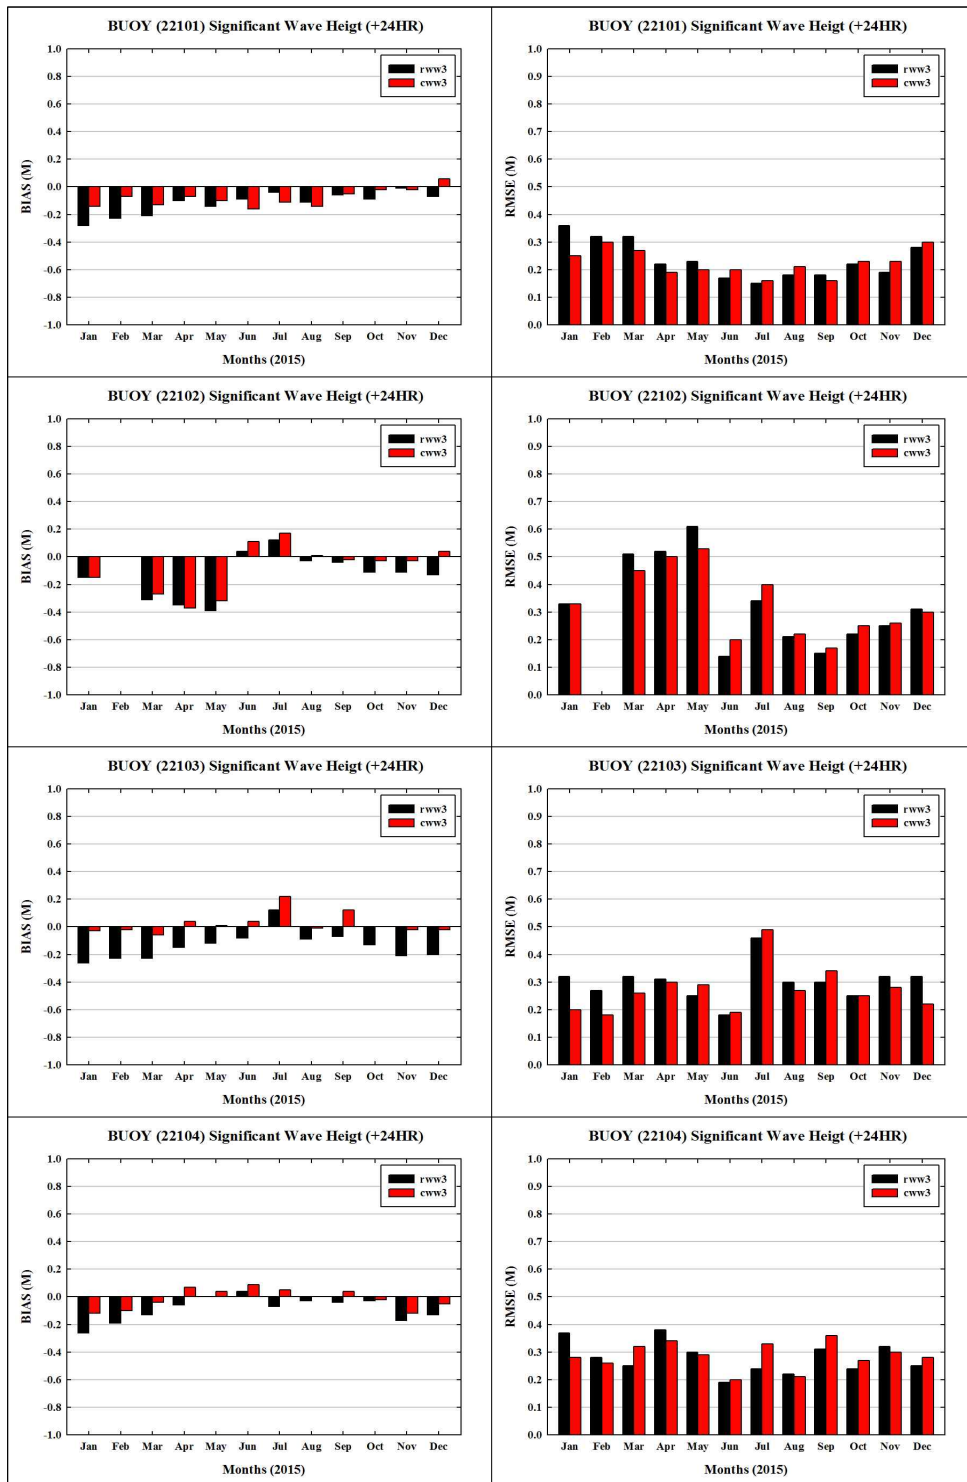 BUOY (22101) Significant Wave Heigt (+24HR)
1.0
0.8
0.6
0.4
0.2
0.0
-0.2
-0.4
-0.6
-0.8
-1.0
BIAS (M)
rww3
cww3
Jan Feb Mar Apr May Jun Jul Aug Sep Oct Nov Dec
Months (2015)
BUOY (22101) Significant Wave Heigt (+24HR)
1.0
0.9
0.8
0.7
0.6
0.5
0.4
0.3
0.2
0.1
0.0
RMSE (M)
rww3
cww3
Jan Feb Mar Apr May Jun Jul Aug Sep Oct Nov Dec
Months (2015)
BUOY (22102) Significant Wave Heigt (+24HR)
1.0
0.8
0.6
0.4
0.2
0.0
-0.2
-0.4
-0.6
-0.8
-1.0
BIAS (M)
rww3
cww3
Jan Feb Mar Apr May Jun Jul Aug Sep Oct Nov Dec
Months (2015)
BUOY (22102) Significant Wave Heigt (+24HR)
1.0
0.9
0.8
0.7
0.6
0.5
0.4
0.3
0.2
0.1
0.0
RMSE (M)
rww3
cww3
Jan Feb Mar Apr May Jun Jul Aug Sep Oct Nov Dec
Months (2015)
BUOY (22103) Significant Wave Heigt (+24HR)
1.0
0.8
0.6
0.4
0.2
0.0
-0.2
-0.4
-0.6
-0.8
-1.0
BIAS (M)
rww3
cww3
Jan Feb Mar Apr May Jun Jul Aug Sep Oct Nov Dec
Months (2015)
BUOY (22103) Significant Wave Heigt (+24HR)
1.0
0.9
0.8
0.7
0.6
0.5
0.4
0.3
0.2
0.1
0.0
RMSE (M)
rww3
cww3
Jan Feb Mar Apr May Jun Jul Aug Sep Oct Nov Dec
Months (2015)
BUOY (22104) Significant Wave Heigt (+24HR)
1.0
0.8
0.6
0.4
0.2
0.0
-0.2
-0.4
-0.6
-0.8
-1.0
BIAS (M)
rww3
cww3
Jan Feb Mar Apr May Jun Jul Aug Sep Oct Nov Dec
Months (2015)
BUOY (22104) Significant Wave Heigt (+24HR)
1.0
0.9
0.8
0.7
0.6
0.5
0.4
0.3
0.2
0.1
0.0
RMSE (M)
rww3
cww3
Jan Feb Mar Apr May Jun Jul Aug Sep Oct Nov Dec
Months (2015)